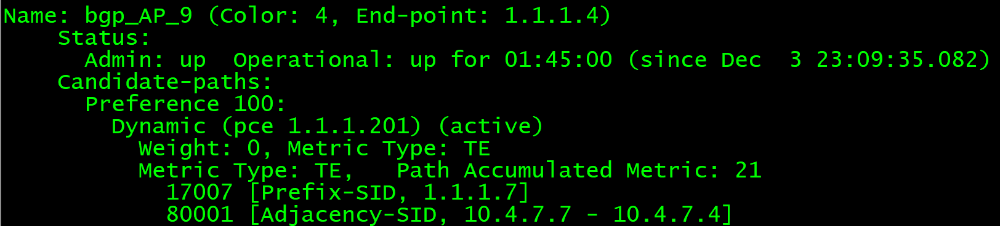 Name: bgp_AP_9 (Color: 4, End-point: 1.1.1.4)
    Status:
      Admin: up  Operational: up for 01:45:00 (since Dec  3 23:09:35.082)
    Candidate-paths:
      Preference 100:
        Dynamic (pce 1.1.1.201) (active)
          Weight: 0, Metric Type: TE
          Metric Type: TE,   Path Accumulated Metric: 21
            17007 [Prefix-SID, 1.1.1.7]
            80001 [Adjacency-SID, 10.4.7.7 - 10.4.7.4]